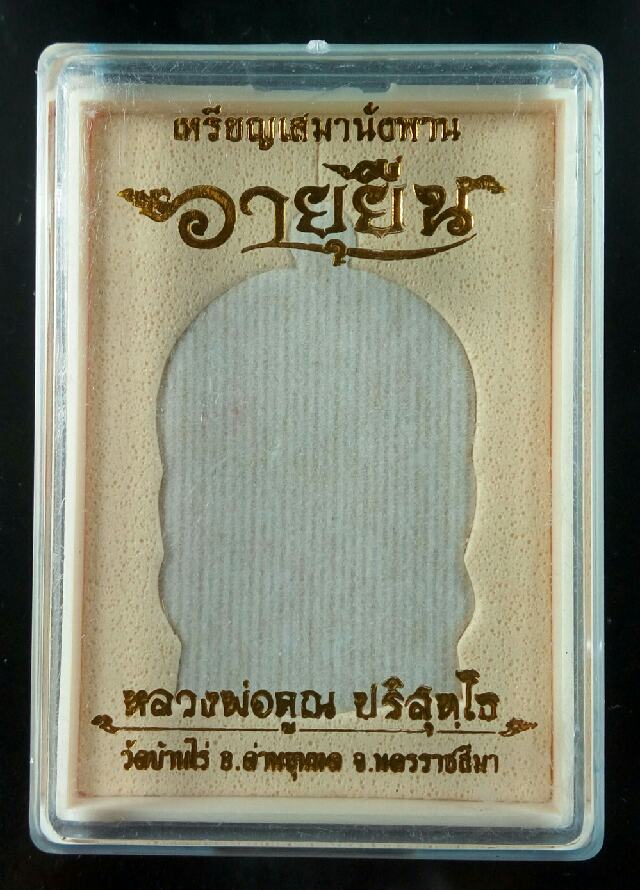 เหรียญเสมานั่งพาน
อายุยืน
หลวงพ่อคูณ ปริสุทฺโธ
วัดบ้านไร่ อ.ด่านขุนทด จ.นครราชสีมา